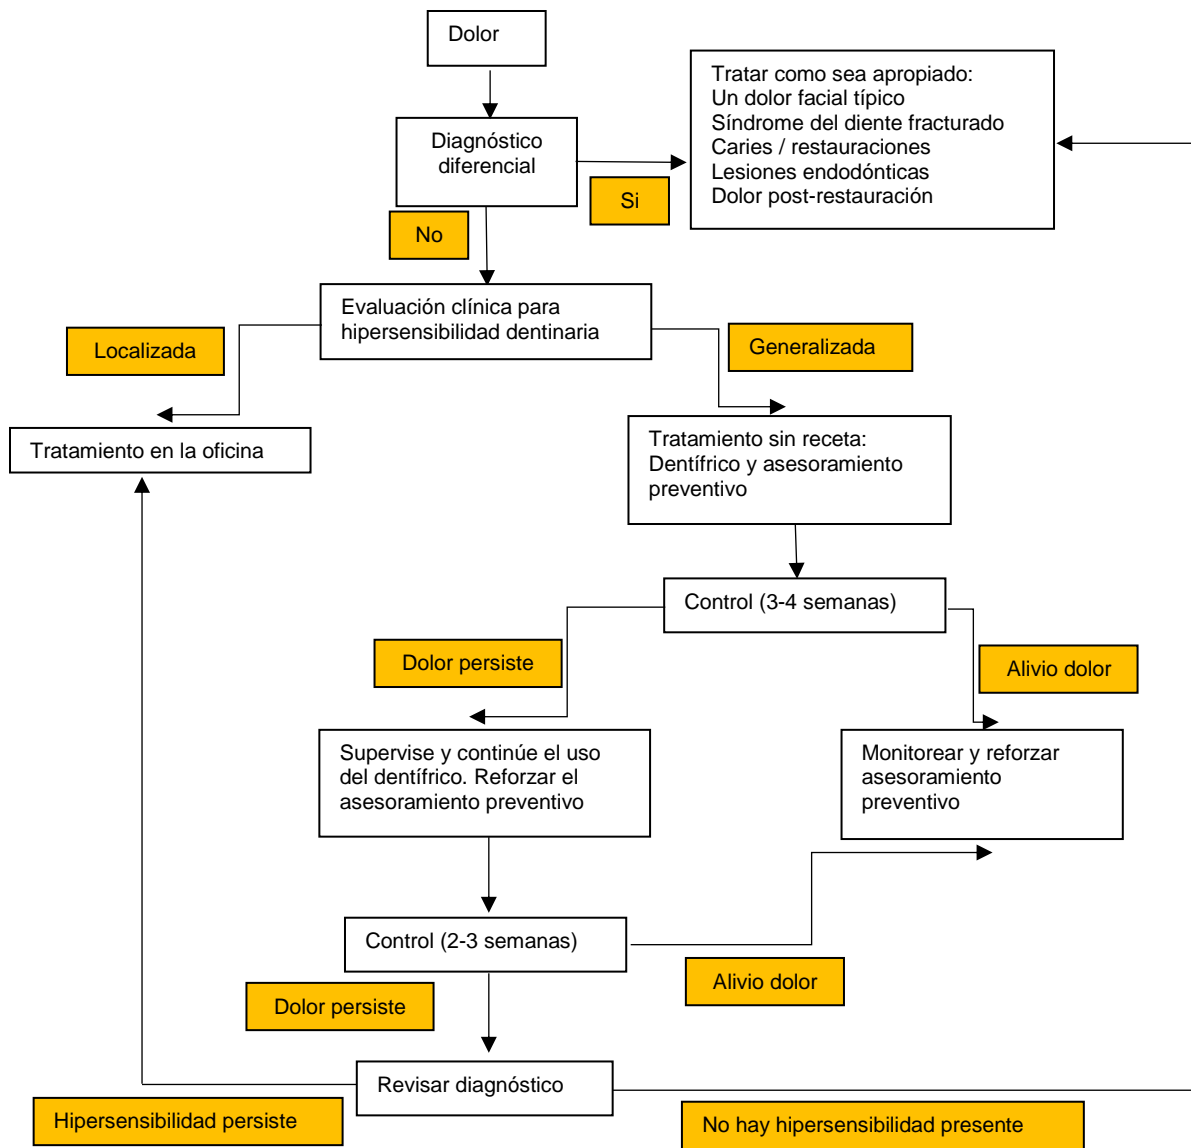 Dolor
Tratar como sea apropiado:
Un dolor facial típico
Síndrome del diente fracturado
Caries / restauraciones
Lesiones endodónticas
Dolor post-restauración
Diagnóstico
diferencial
Si
No
Evaluación clínica para
hipersensibilidad dentinaria
Localizada
Generalizada
Tratamiento en la oficina
Tratamiento sin receta:
Dentífrico y asesoramiento
preventivo
Control (3-4 semanas)
Dolor persiste
Alivio dolor
Supervise y continúe el uso
del dentífrico. Reforzar el
asesoramiento preventivo
Monitorear y reforzar
asesoramiento
preventivo
Control (2-3 semanas)
Alivio dolor
Dolor persiste
Revisar diagnóstico
Hipersensibilidad persiste
No hay hipersensibilidad presente